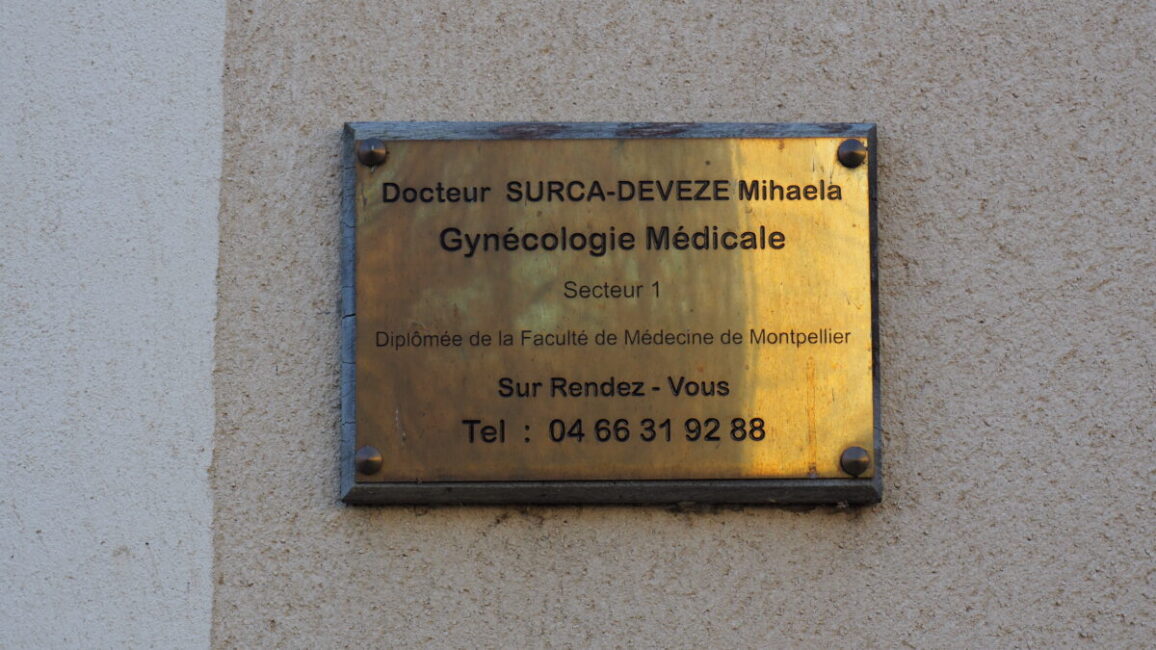 Docteur SURCA-DEVEZE Mihaela
Gynécologie Médicale
Secteur 1
Diplômée de la Faculté de Médecine de Montpellier
Sur Rendez - Vous
Tel : 04 66 31 92 88